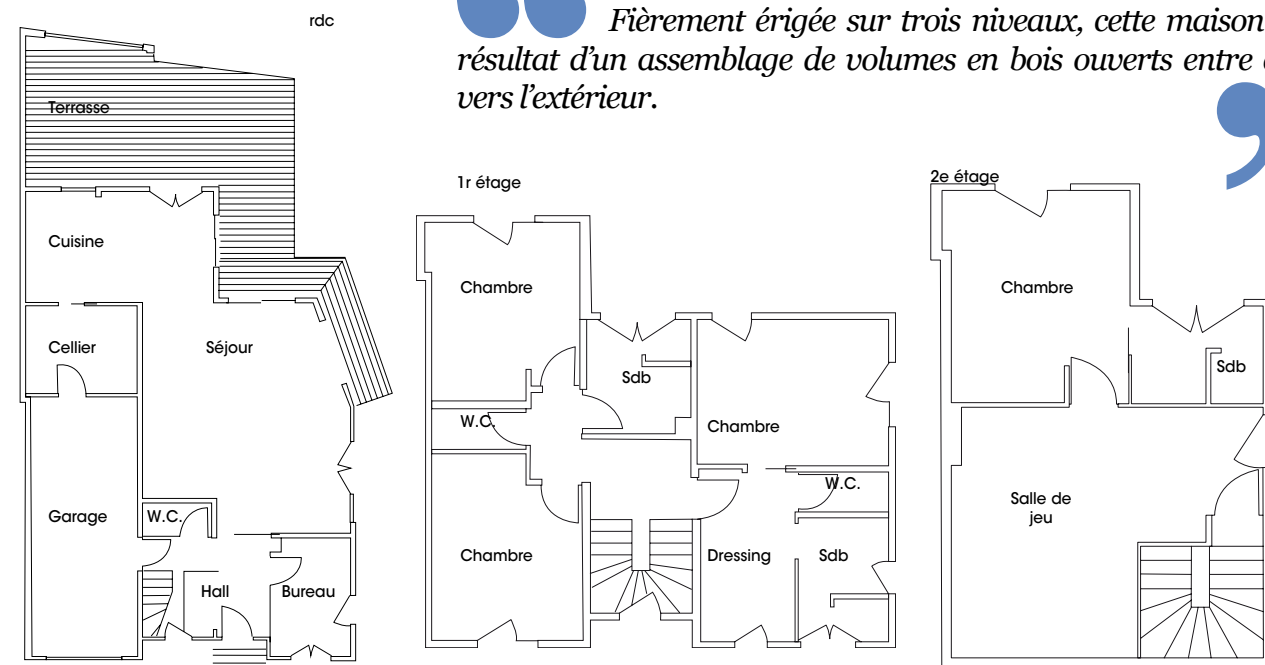 rdc
Fièrement érigée sur trois niveaux, cette maison
résultat d’un assemblage de volumes en bois ouverts entre
vers l’extérieur.
Terrasse
Cuisine
Cellier
Séjour
Garage
W.C.
Hall
Bureau
1r étage
Chambre
Sdb
W.C.
Chambre
W.C.
Chambre
Dressing
Sdb
2e étage
Chambre
Sdb
Salle de
jeu